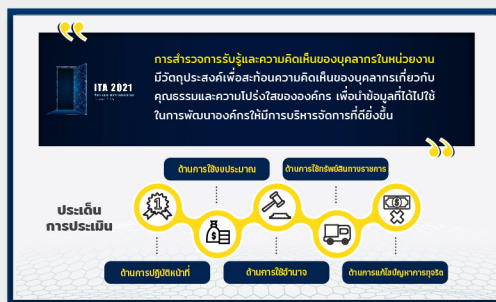 การสำรวจการรับรู้และความคิดเห็นของบุคลากรในหน่วยงาน
มีวัตถุประสงค์เพื่อสะท้อนความคิดเห็นของบุคลากรเกี่ยวกับ
คุณธรรมและความโปร่งใสขององค์กร เพื่อนำข้อมูลที่ได้ไปใช้
ในการพัฒนาองค์กรให้มีการบริหารจัดการที่ดียิ่งขึ้น
ITA 2021
ด้านการใช้งบประมาณ
ด้านการใช้ทรัพย์สินทางราชการ
ประเด็น
การประเมิน
1
ด้านการปฏิบัติหน้าที่
ด้านการใช้อำนาจ
ด้านการแก้ไขปัญหาการทุจริต